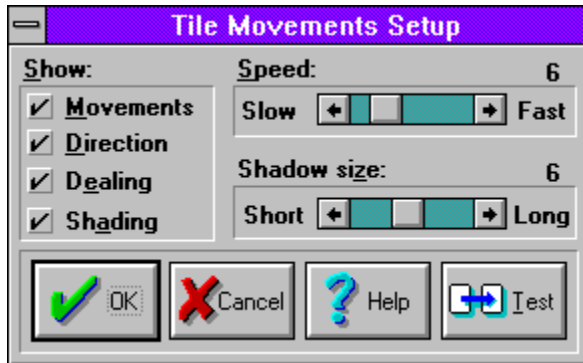 Tile Movements Setup
Show:
Movements
Direction
Dealing
Shading
Speed: 6
Slow Fast
Shadow size: 6
Short Long
OK Cancel Help Test